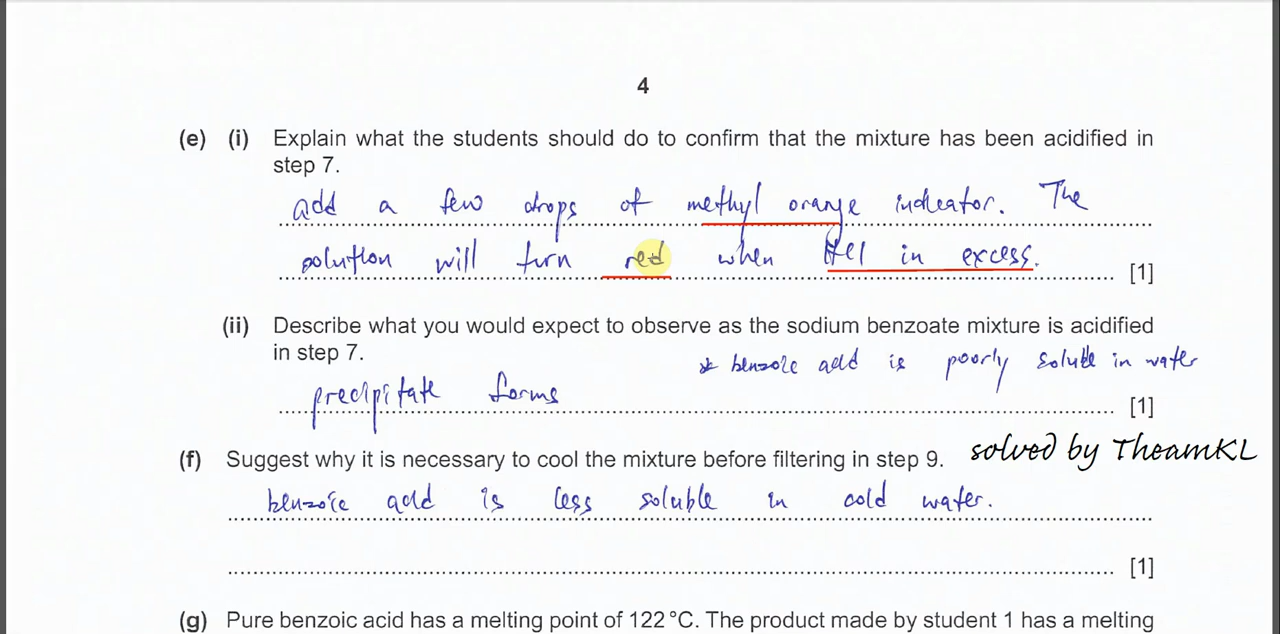 4
(e) (i) Explain what the students should do to confirm that the mixture has been acidified in
step 7.
add a few drops of methyl orange indicator. The
solution will turn red when HCl in excess.
[1]
(ii) Describe what you would expect to observe as the sodium benzoate mixture is acidified
in step 7.
* benzoic acid is poorly soluble in water
precipitate forms
[1]
(f) Suggest why it is necessary to cool the mixture before filtering in step 9.
solved by TheamKL
benzoic acid is less soluble in cold water.
[1]
(g) Pure benzoic acid has a melting point of 122 °C. The product made by student 1 has a melting